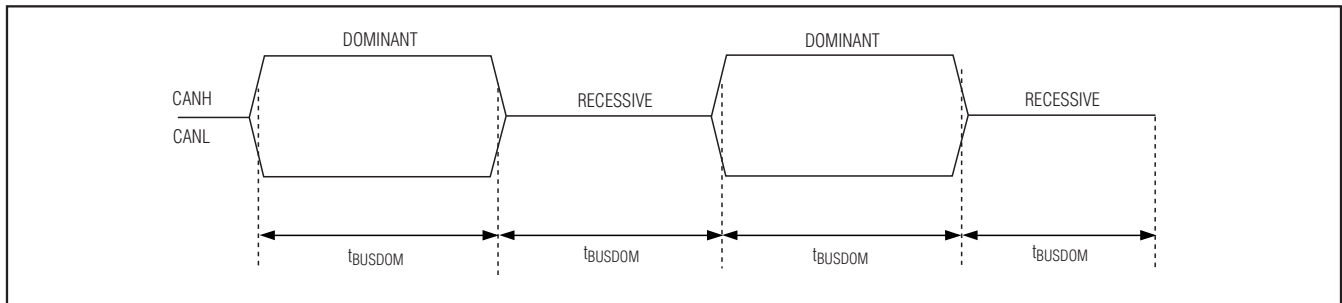 DOMINANT
DOMINANT
CANH
RECESSIVE
RECESSIVE
CANL
tBUSDOM
tBUSDOM
tBUSDOM
tBUSDOM